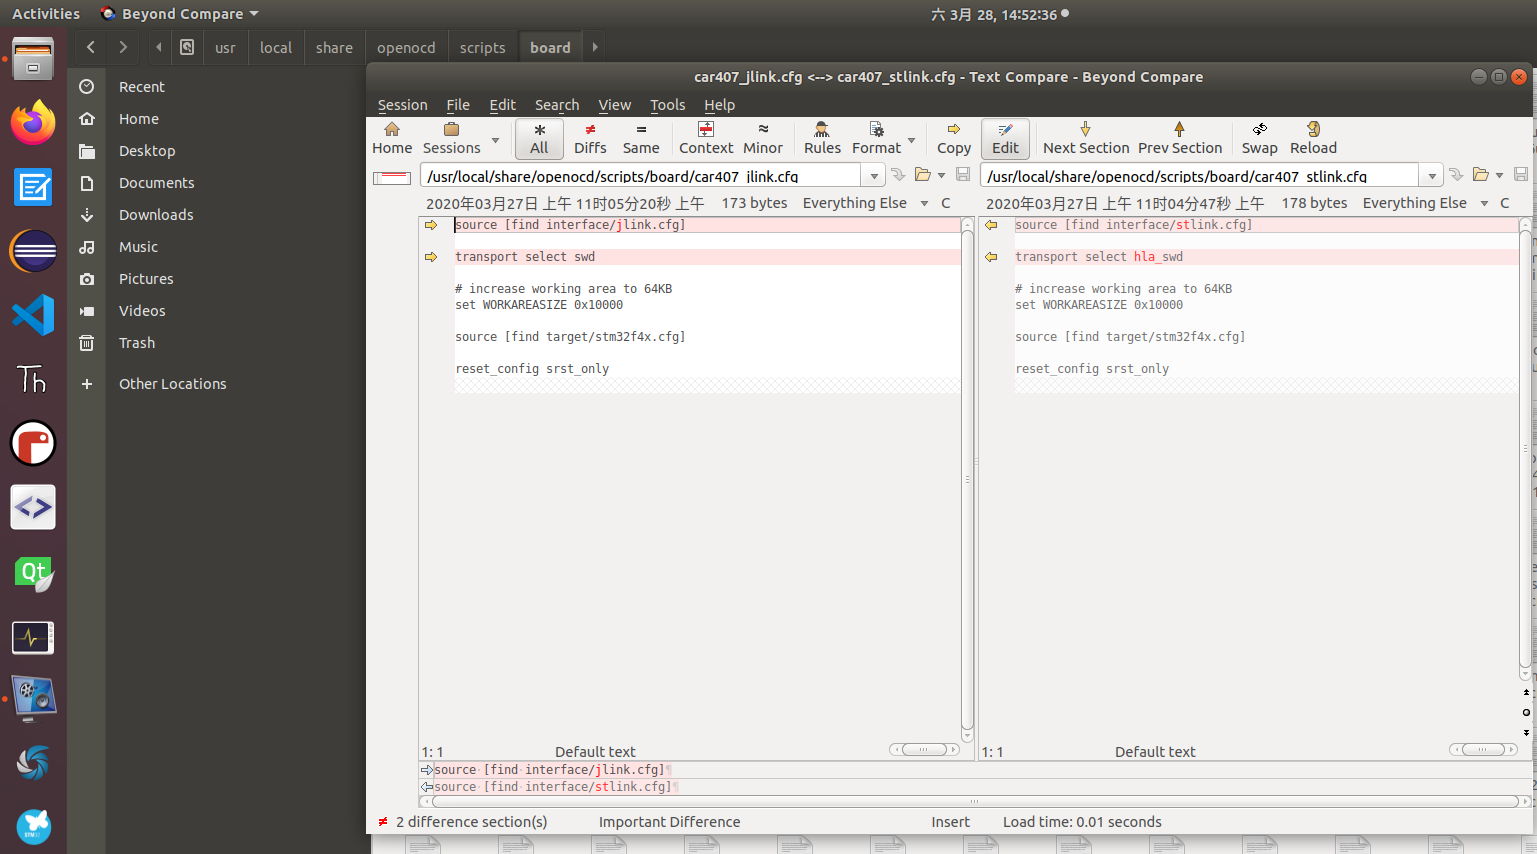 Activities Beyond Compare 六 3月 28, 14:52:36
usr local share openocd scripts board
Recent
Home
Desktop
Documents
Downloads
Music
Pictures
Videos
Trash
Other Locations
Th
Qt
car407_jlink.cfg <--> car407_stlink.cfg - Text Compare - Beyond Compare
Session File Edit Search View Tools Help
Home Sessions All Diffs Same Context Minor Rules Format Copy Edit Next Section Prev Section Swap Reload
/usr/local/share/openocd/scripts/board/car407_jlink.cfg
/usr/local/share/openocd/scripts/board/car407_stlink.cfg
2020年03月27日 上午 11时05分20秒 上午 173 bytes Everything Else C
2020年03月27日 上午 11时04分47秒 上午 178 bytes Everything Else C
source [find interface/jlink.cfg]
transport select swd
# increase working area to 64KB
set WORKAREASIZE 0x10000
source [find target/stm32f4x.cfg]
reset_config srst_only
source [find interface/stlink.cfg]
transport select hla_swd
# increase working area to 64KB
set WORKAREASIZE 0x10000
source [find target/stm32f4x.cfg]
reset_config srst_only
1: 1 Default text
1: 1 Default text
source [find interface/jlink.cfg]¶
source [find interface/stlink.cfg]¶
2 difference section(s) Important Difference Insert Load time: 0.01 seconds